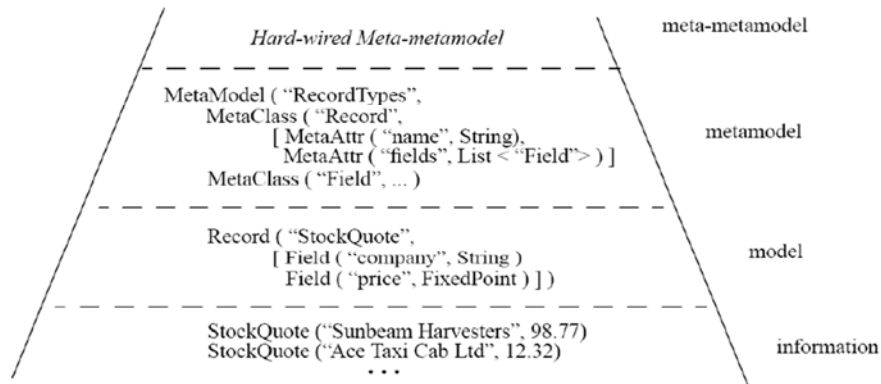 Hard-wired Meta-metamodel
meta-metamodel
MetaModel ( “RecordTypes”,
MetaClass ( “Record”,
[ MetaAttr ( “name”, String),
MetaAttr ( “fields”, List < “Field”> ) ]
MetaClass ( “Field”, ... )
metamodel
Record ( “StockQuote”,
[ Field ( “company”, String )
Field ( “price”, FixedPoint ) ] )
model
StockQuote (“Sunbeam Harvesters”, 98.77)
StockQuote (“Ace Taxi Cab Ltd”, 12.32)
• • •
information